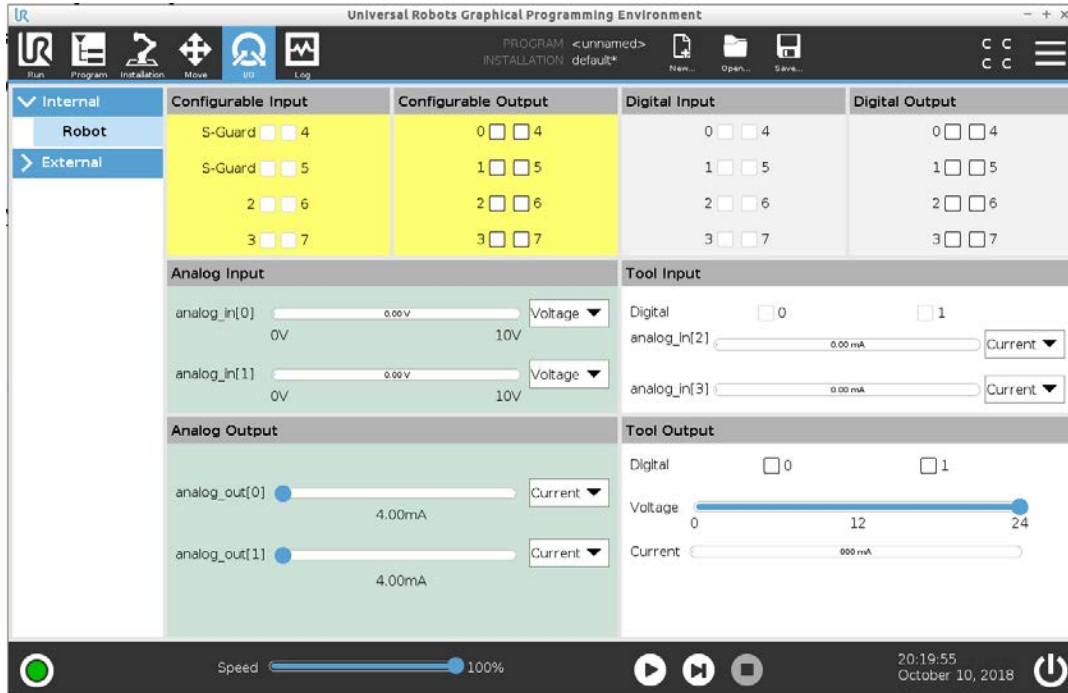 UR Universal Robots Graphical Programming Environment
UR Run Program Installation Move I/O Log
PROGRAM <unnamed>
INSTALLATION default*
New... Open... Save...
C C
C C
Internal
Robot
External
Configurable Input
S-Guard 4
S-Guard 5
2 6
3 7
Configurable Output
0 4
1 5
2 6
3 7
Digital Input
0 4
1 5
2 6
3 7
Digital Output
0 4
1 5
2 6
3 7
Analog Input
analog_in[0] 0.00 V Voltage
0V 10V
analog_in[1] 0.00 V Voltage
0V 10V
Tool Input
Digital 0 1
analog_in[2] 0.00 mA Current
analog_in[3] 0.00 mA Current
Analog Output
analog_out[0] Current
4.00mA
analog_out[1] Current
4.00mA
Tool Output
Digital 0 1
Voltage
0 12 24
Current 000 mA
Speed 100%
20:19:55
October 10, 2018